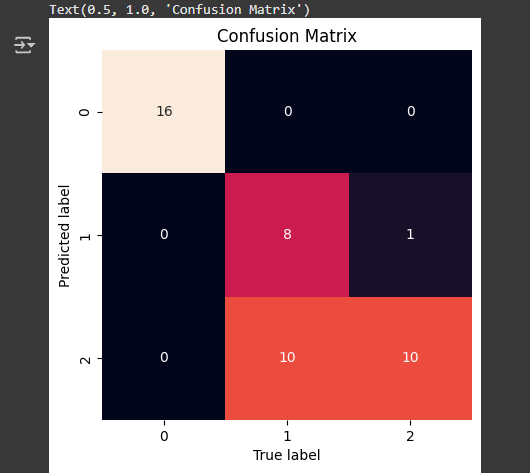 Text(0.5, 1.0, 'Confusion Matrix')
Confusion Matrix
0
16 0 0
Predicted label
1
0 8 1
2
0 10 10
0 1 2
True label